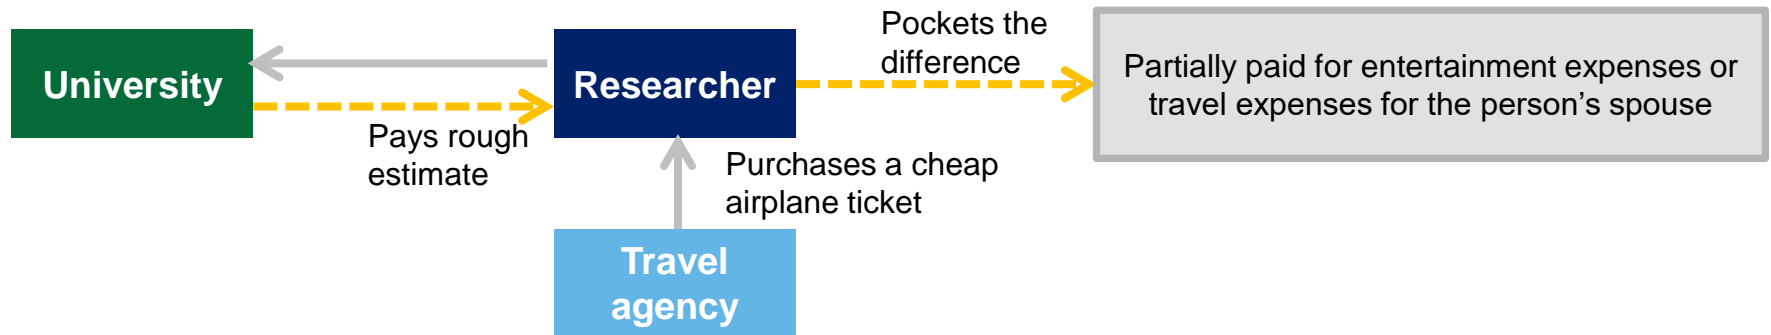 University
Pays rough
estimate
Researcher
Pockets the
difference
Partially paid for entertainment expenses or
travel expenses for the person's spouse
Purchases a cheap
airplane ticket
Travel
agency